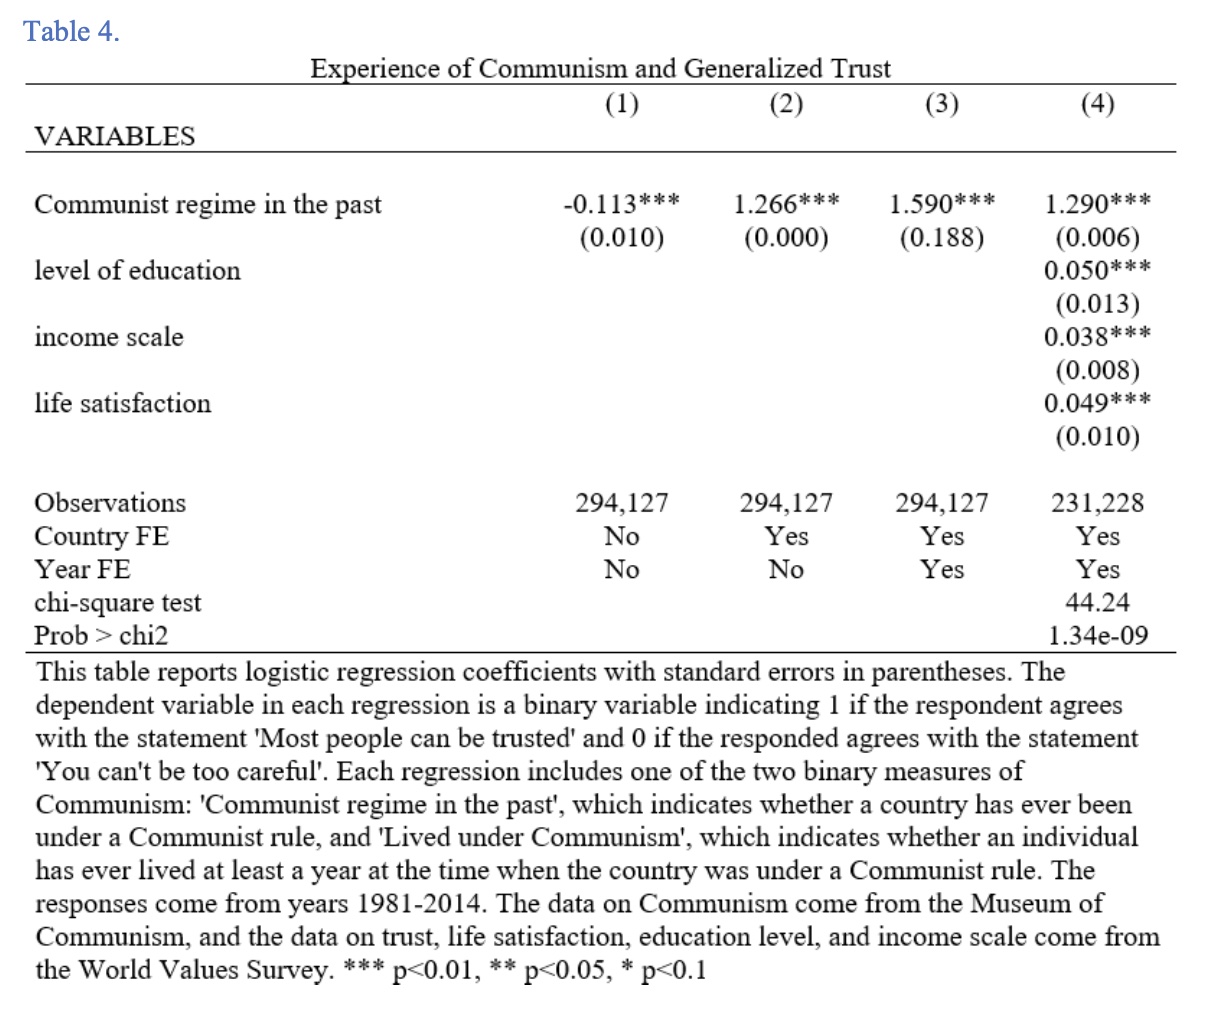 Table 4.
Experience of Communism and Generalized Trust
(1) (2) (3) (4)
VARIABLES
Communist regime in the past -0.113*** 1.266*** 1.590*** 1.290***
(0.010) (0.000) (0.188) (0.006)
level of education 0.050***
(0.013)
income scale 0.038***
(0.008)
life satisfaction 0.049***
(0.010)
Observations 294,127 294,127 294,127 231,228
Country FE No Yes Yes Yes
Year FE No No Yes Yes
chi-square test 44.24
Prob > chi2 1.34e-09
This table reports logistic regression coefficients with standard errors in parentheses. The
dependent variable in each regression is a binary variable indicating 1 if the respondent agrees
with the statement 'Most people can be trusted' and 0 if the responded agrees with the statement
'You can't be too careful'. Each regression includes one of the two binary measures of
Communism: 'Communist regime in the past', which indicates whether a country has ever been
under a Communist rule, and 'Lived under Communism', which indicates whether an individual
has ever lived at least a year at the time when the country was under a Communist rule. The
responses come from years 1981-2014. The data on Communism come from the Museum of
Communism, and the data on trust, life satisfaction, education level, and income scale come from
the World Values Survey. *** p<0.01, ** p<0.05, * p<0.1